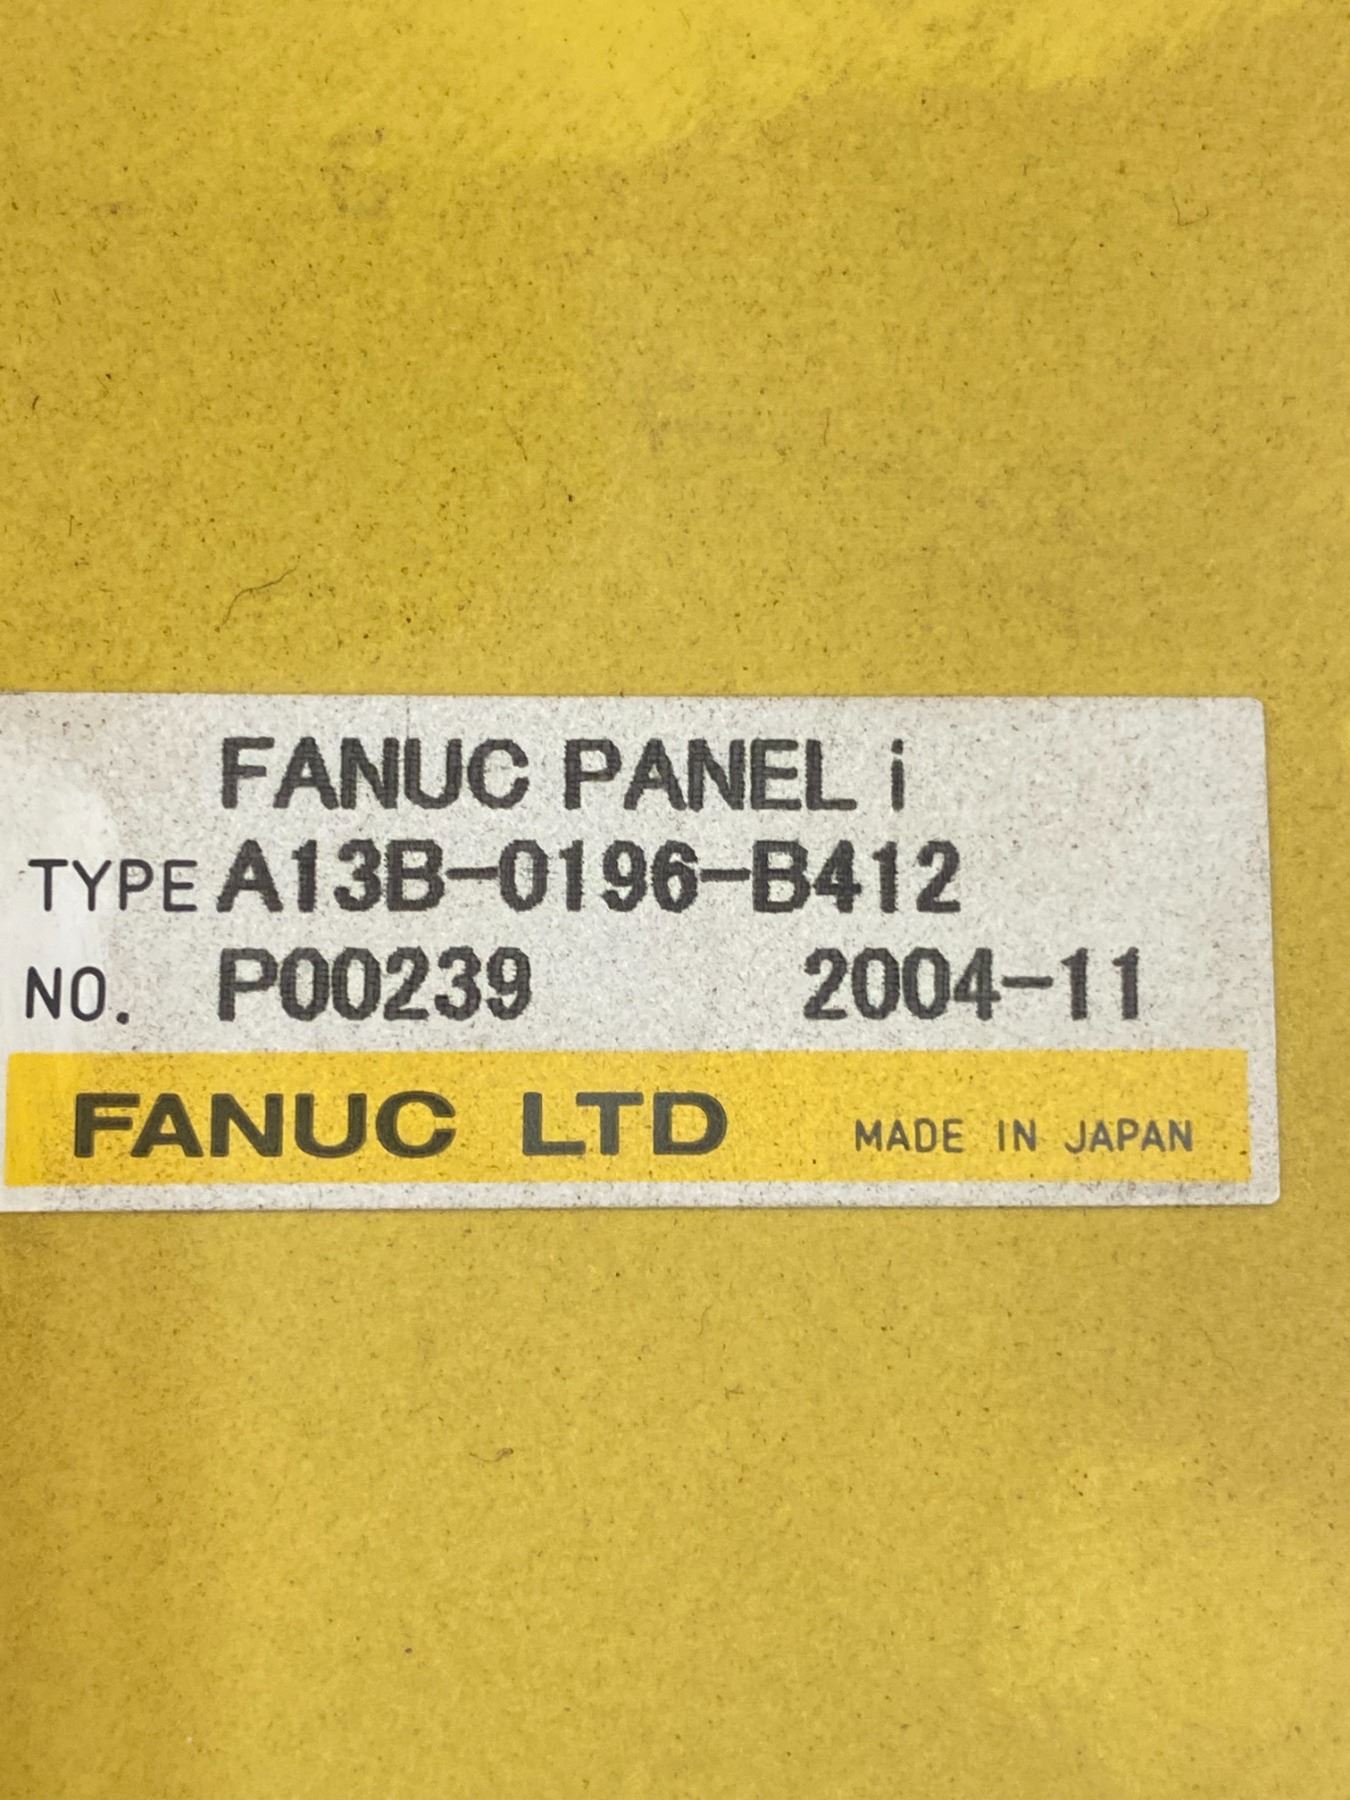 FANUC PANEL i
TYPE A13B-0196-B412
NO. P00239 2004-11
FANUC LTD MADE IN JAPAN